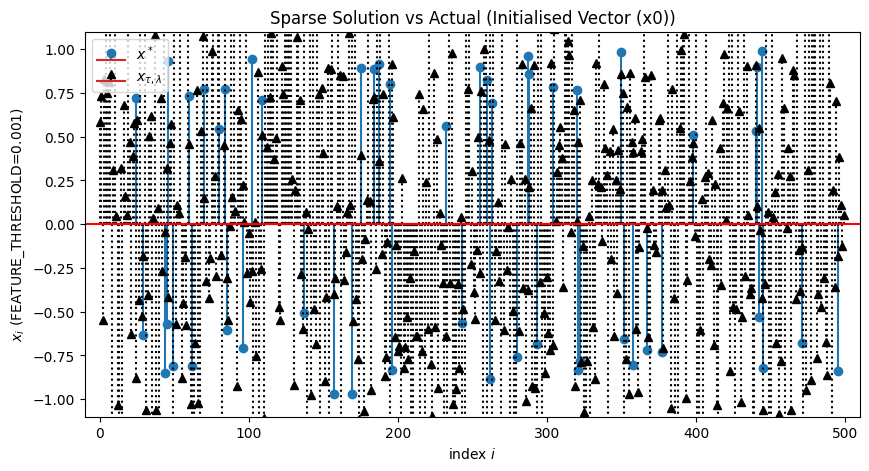 Sparse Solution vs Actual (Initialised Vector (x0))
x*
x_{τ,λ}
x_i (FEATURE_THRESHOLD=0.001)
1.00
0.75
0.50
0.25
0.00
−0.25
−0.50
−0.75
−1.00
0 100 200 300 400 500
index i